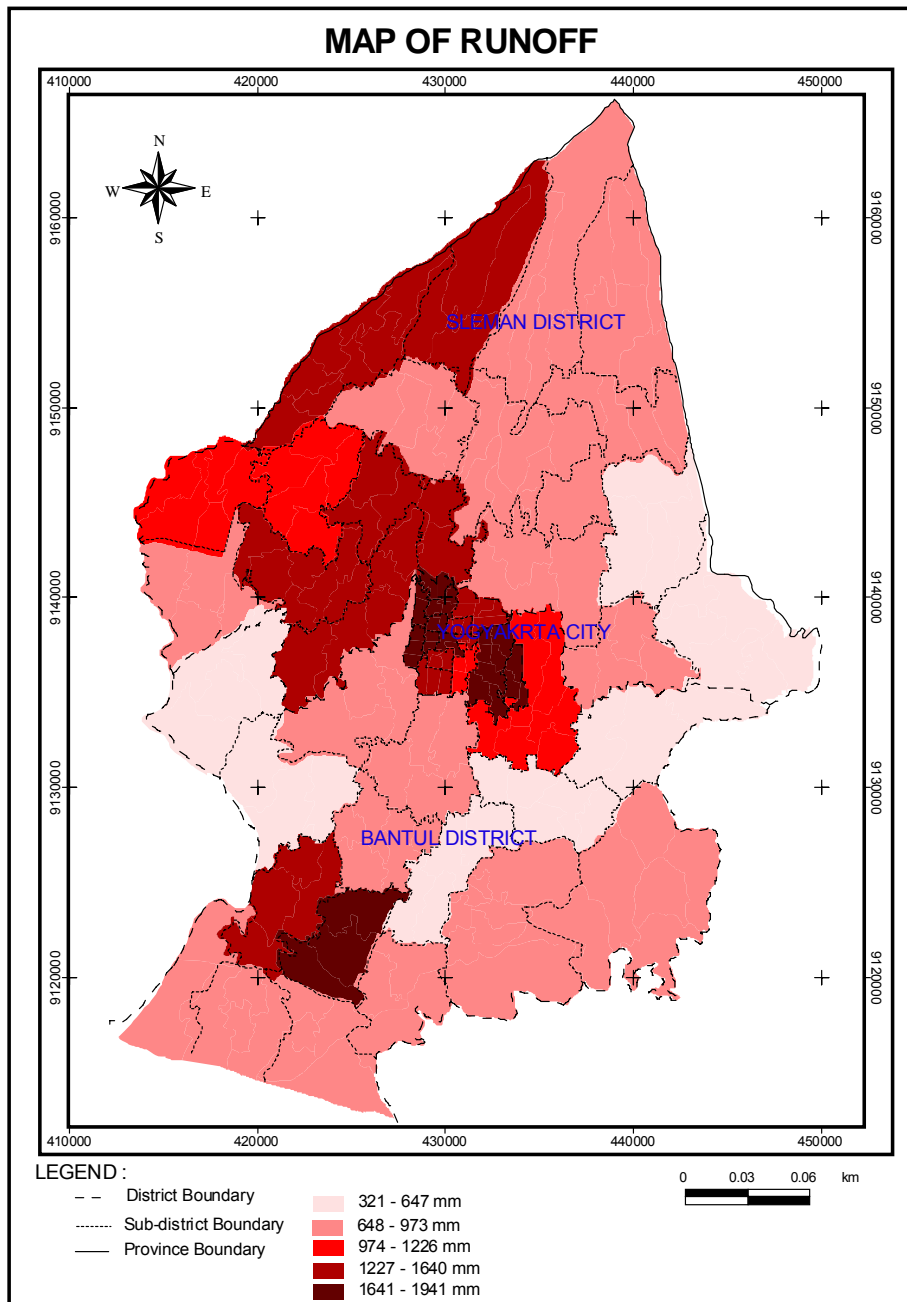 MAP OF RUNOFF
410000 420000 430000 440000 450000
N
W E
S
9160000 9160000
SLEMAN DISTRICT
9150000 9150000
9140000 9140000
YOGYAKRTA CITY
9130000 9130000
BANTUL DISTRICT
9120000 9120000
410000 420000 430000 440000 450000
LEGEND :
District Boundary
Sub-district Boundary
Province Boundary
321 - 647 mm
648 - 973 mm
974 - 1226 mm
1227 - 1640 mm
1641 - 1941 mm
0 0.03 0.06 km